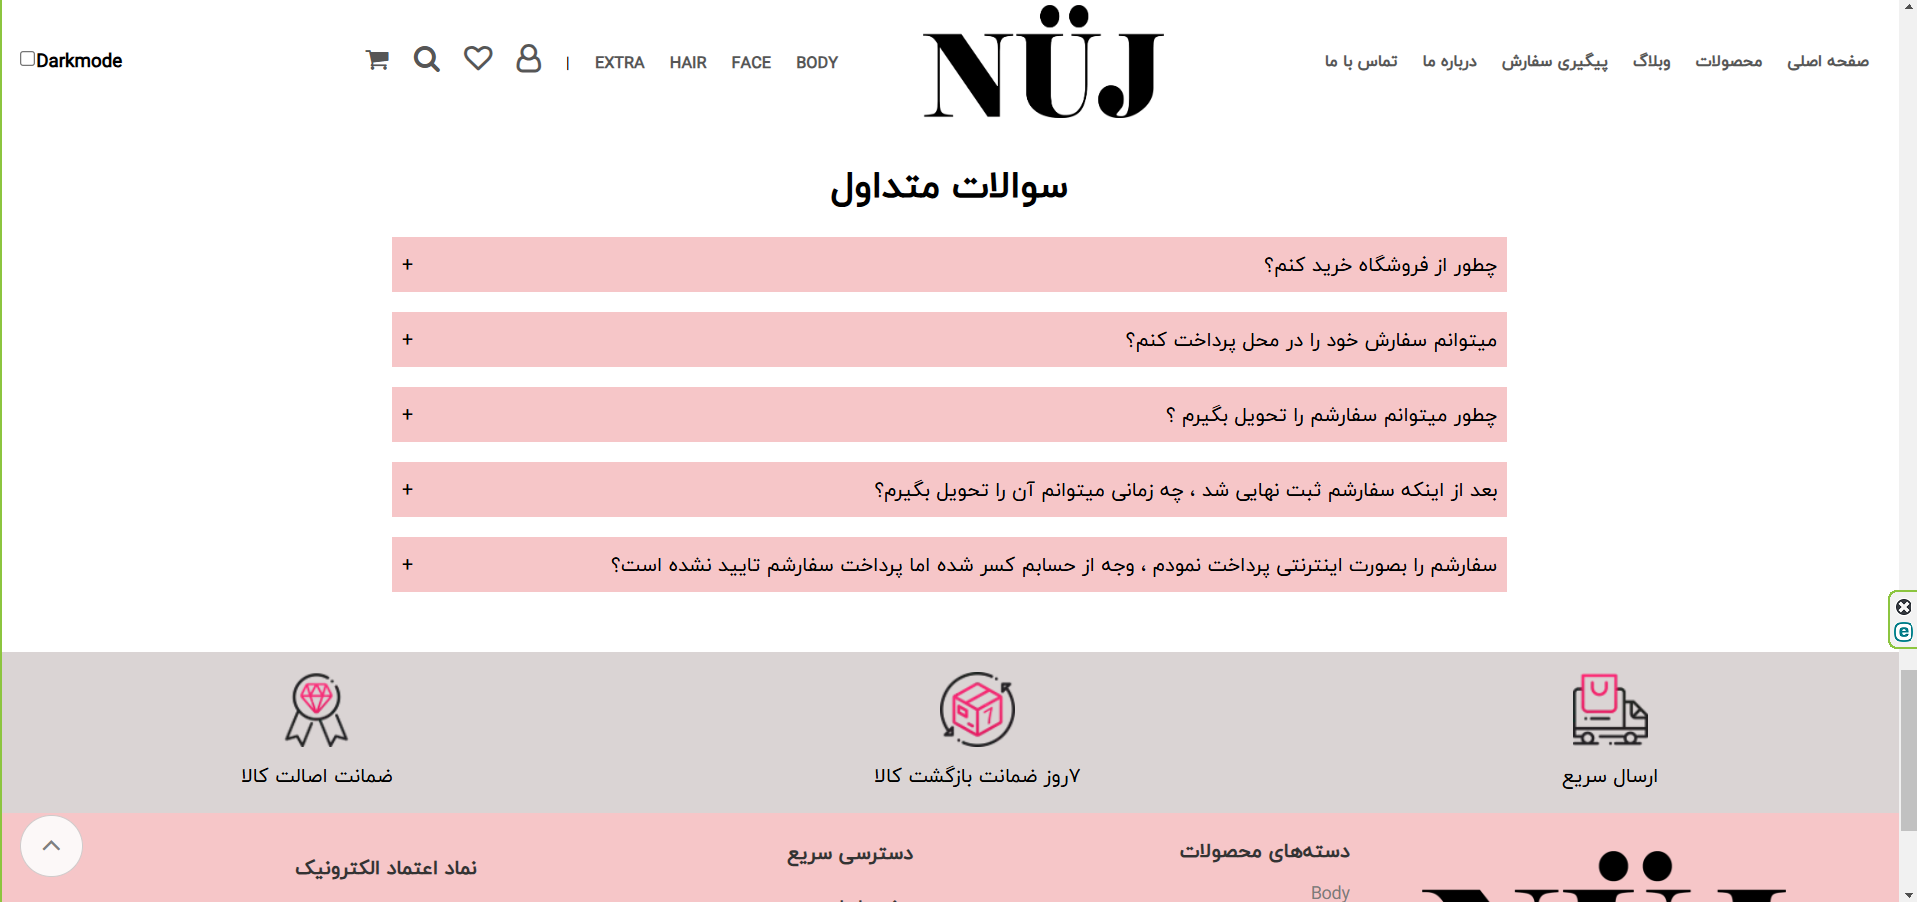 صفحه اصلی محصولات وبلاگ پیگیری سفارش درباره ما تماس با ما
NÜJ
BODY FACE HAIR EXTRA |
Darkmode
سوالات متداول
چطور از فروشگاه خرید کنم؟ +
میتوانم سفارش خود را در محل پرداخت کنم؟ +
چطور میتوانم سفارشم را تحویل بگیرم ؟ +
بعد از اینکه سفارشم ثبت نهایی شد ، چه زمانی میتوانم آن را تحویل بگیرم؟ +
سفارشم را بصورت اینترنتی پرداخت نمودم ، وجه از حسابم کسر شده اما پرداخت سفارشم تایید نشده است؟ +
ارسال سریع
۷روز ضمانت بازگشت کالا
ضمانت اصالت کالا
دسته‌های محصولات
Body
دسترسی سریع
نماد اعتماد الکترونیک